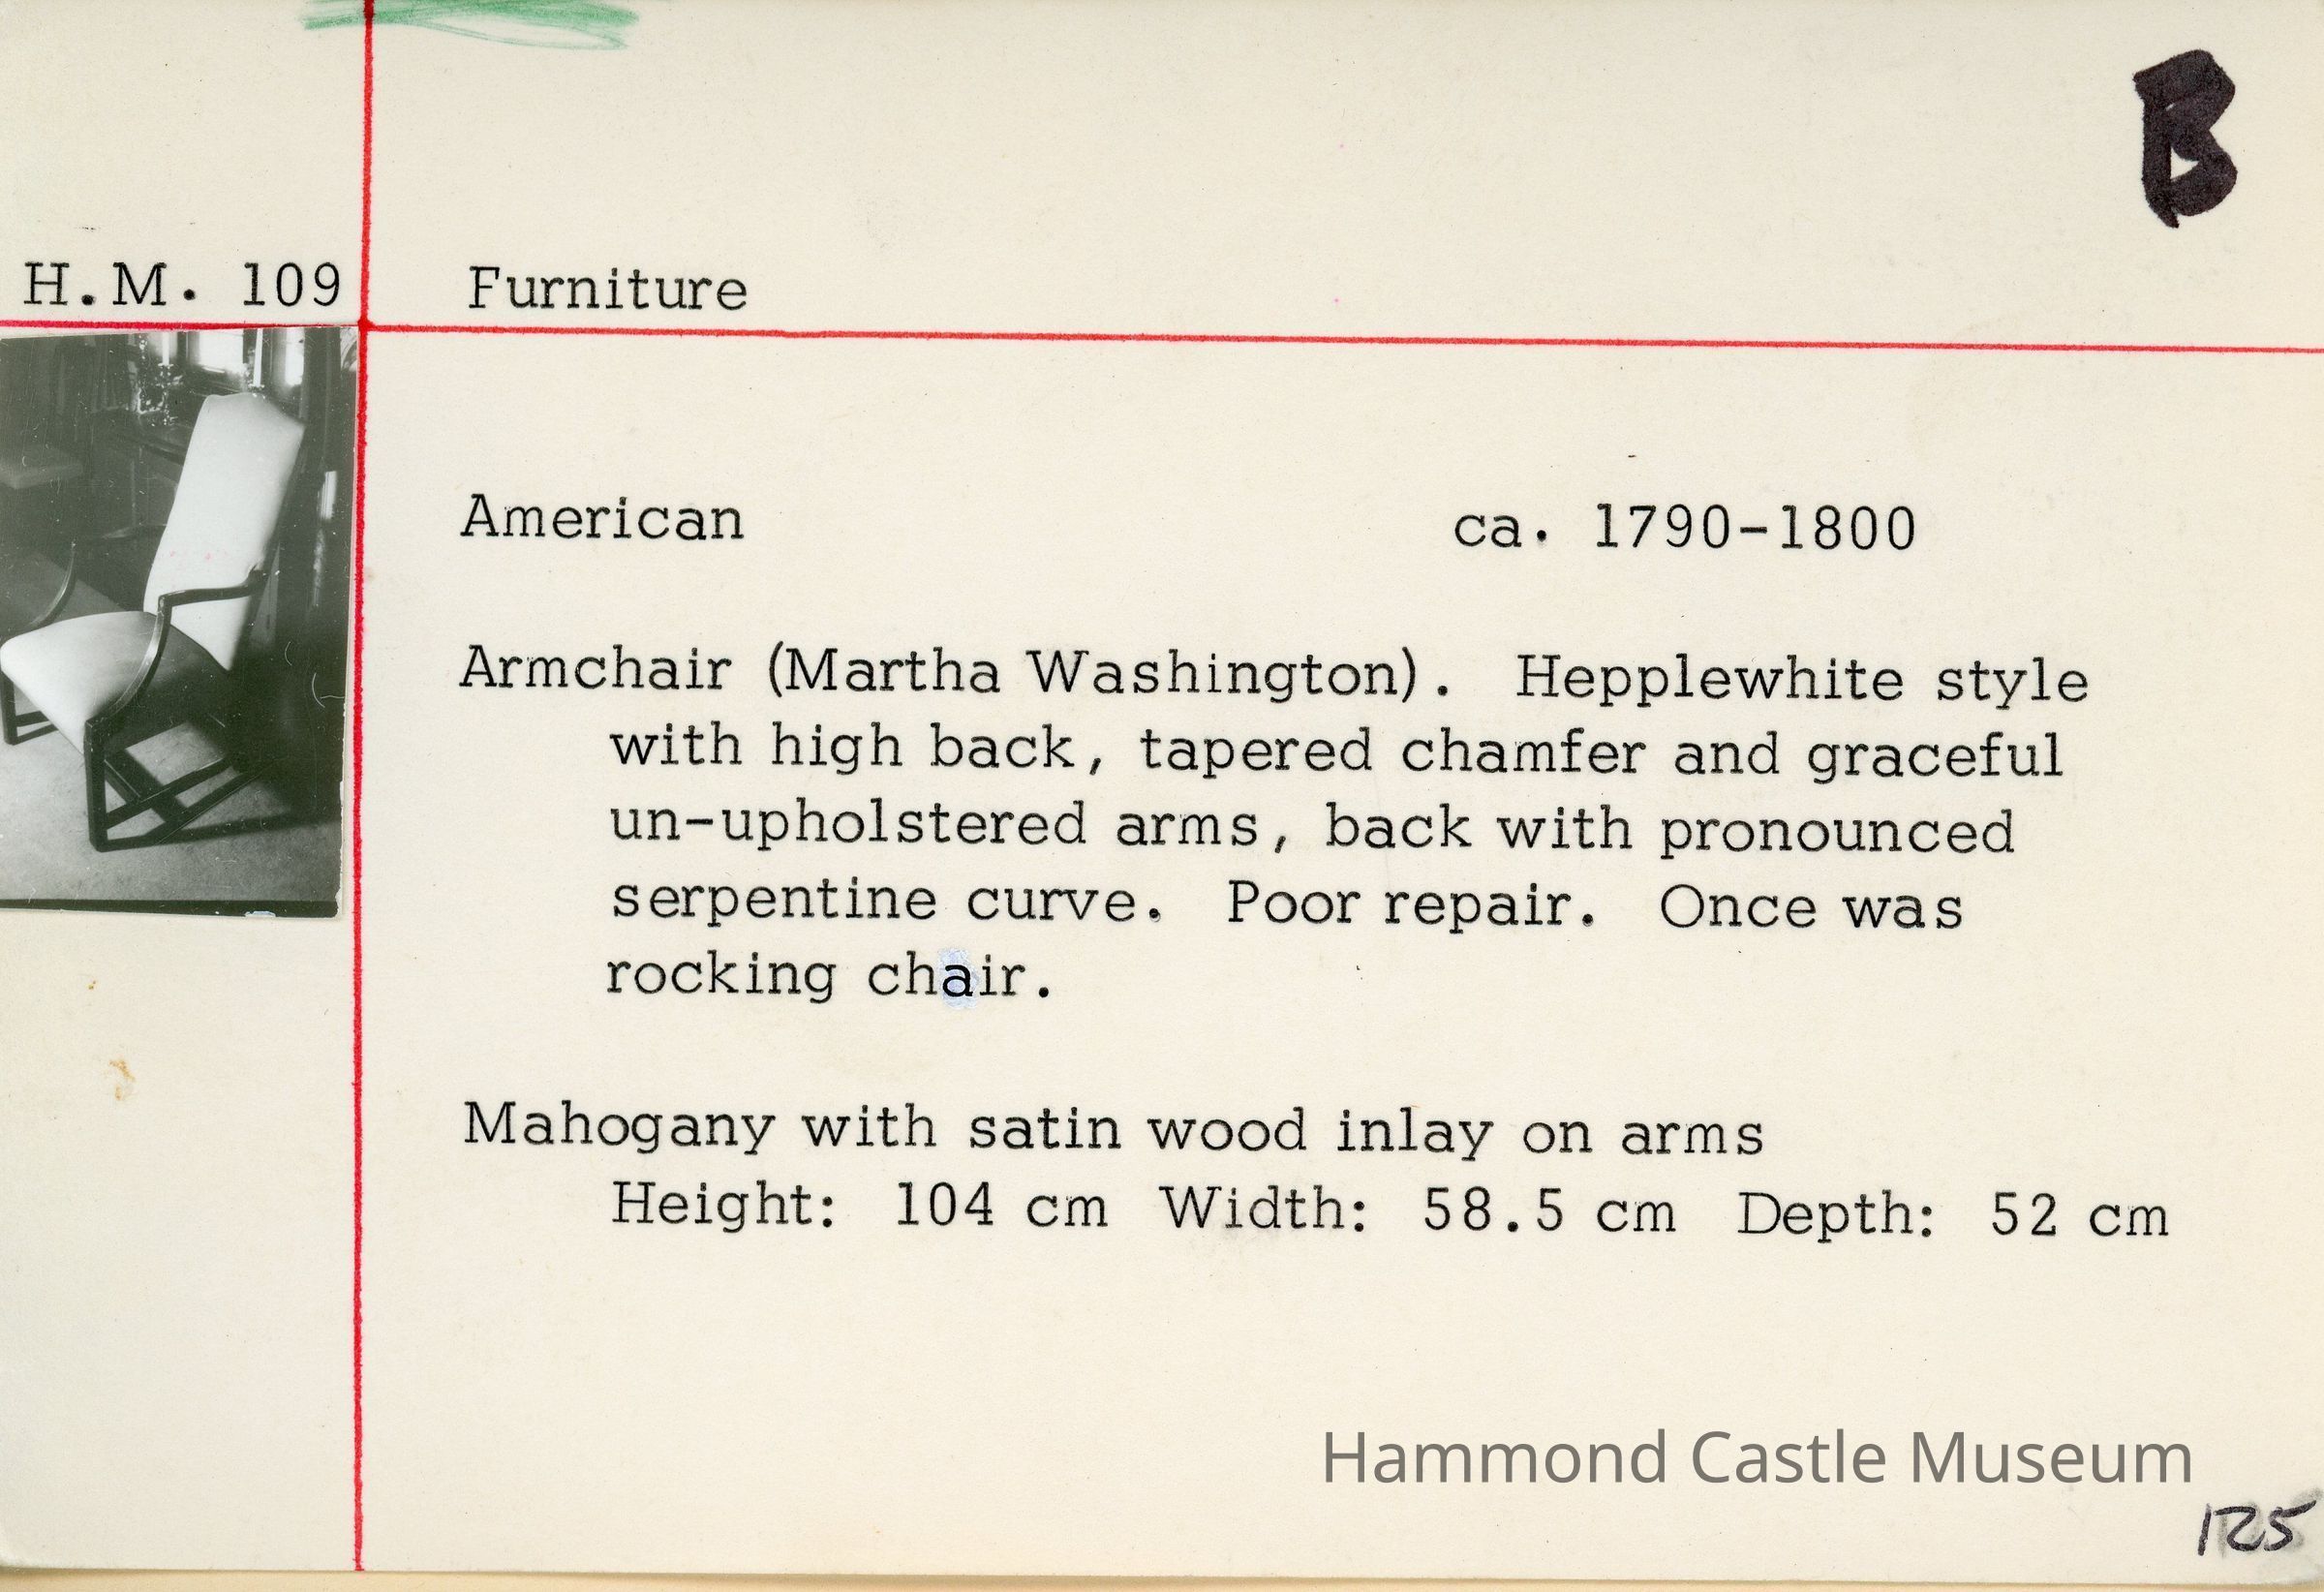 B
H.M. 109 Furniture
American ca. 1790-1800
Armchair (Martha Washington). Hepplewhite style
with high back, tapered chamfer and graceful
un-upholstered arms, back with pronounced
serpentine curve. Poor repair. Once was
rocking chair.
Mahogany with satin wood inlay on arms
Height: 104 cm Width: 58.5 cm Depth: 52 cm
Hammond Castle Museum
125